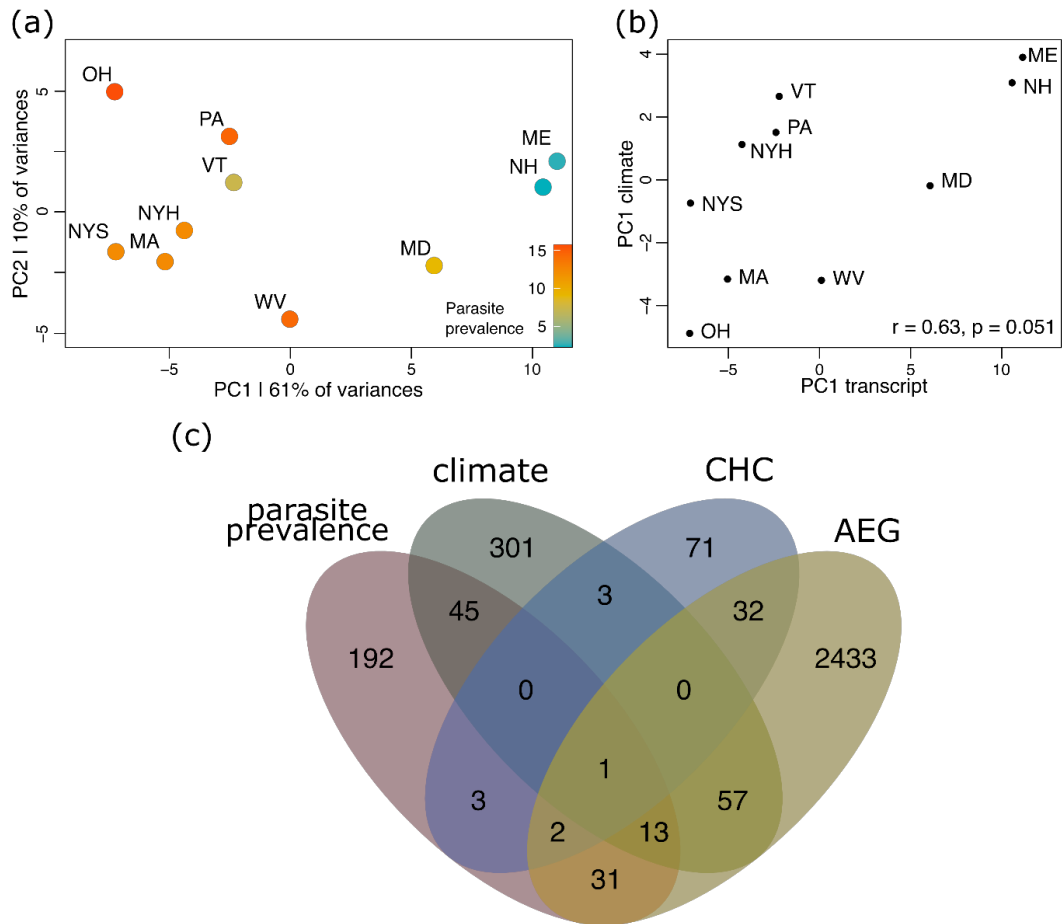 (a)
OH
PA
VT
ME
NH
NYH
NYS
MA
MD
WV
5
0
−5
PC2 I 10% of variances
−5
0
5
10
PC1 I 61% of variances
Parasite
prevalence
15
10
5
(b)
ME
NH
VT
PA
NYH
MD
NYS
MA
WV
OH
r = 0.63, p = 0.051
4
2
0
−2
−4
PC1 climate
−5
0
5
10
PC1 transcript
(c)
parasite
prevalence
climate
CHC
AEG
301
71
3
45
32
192
2433
0
0
1
3
57
2
13
31